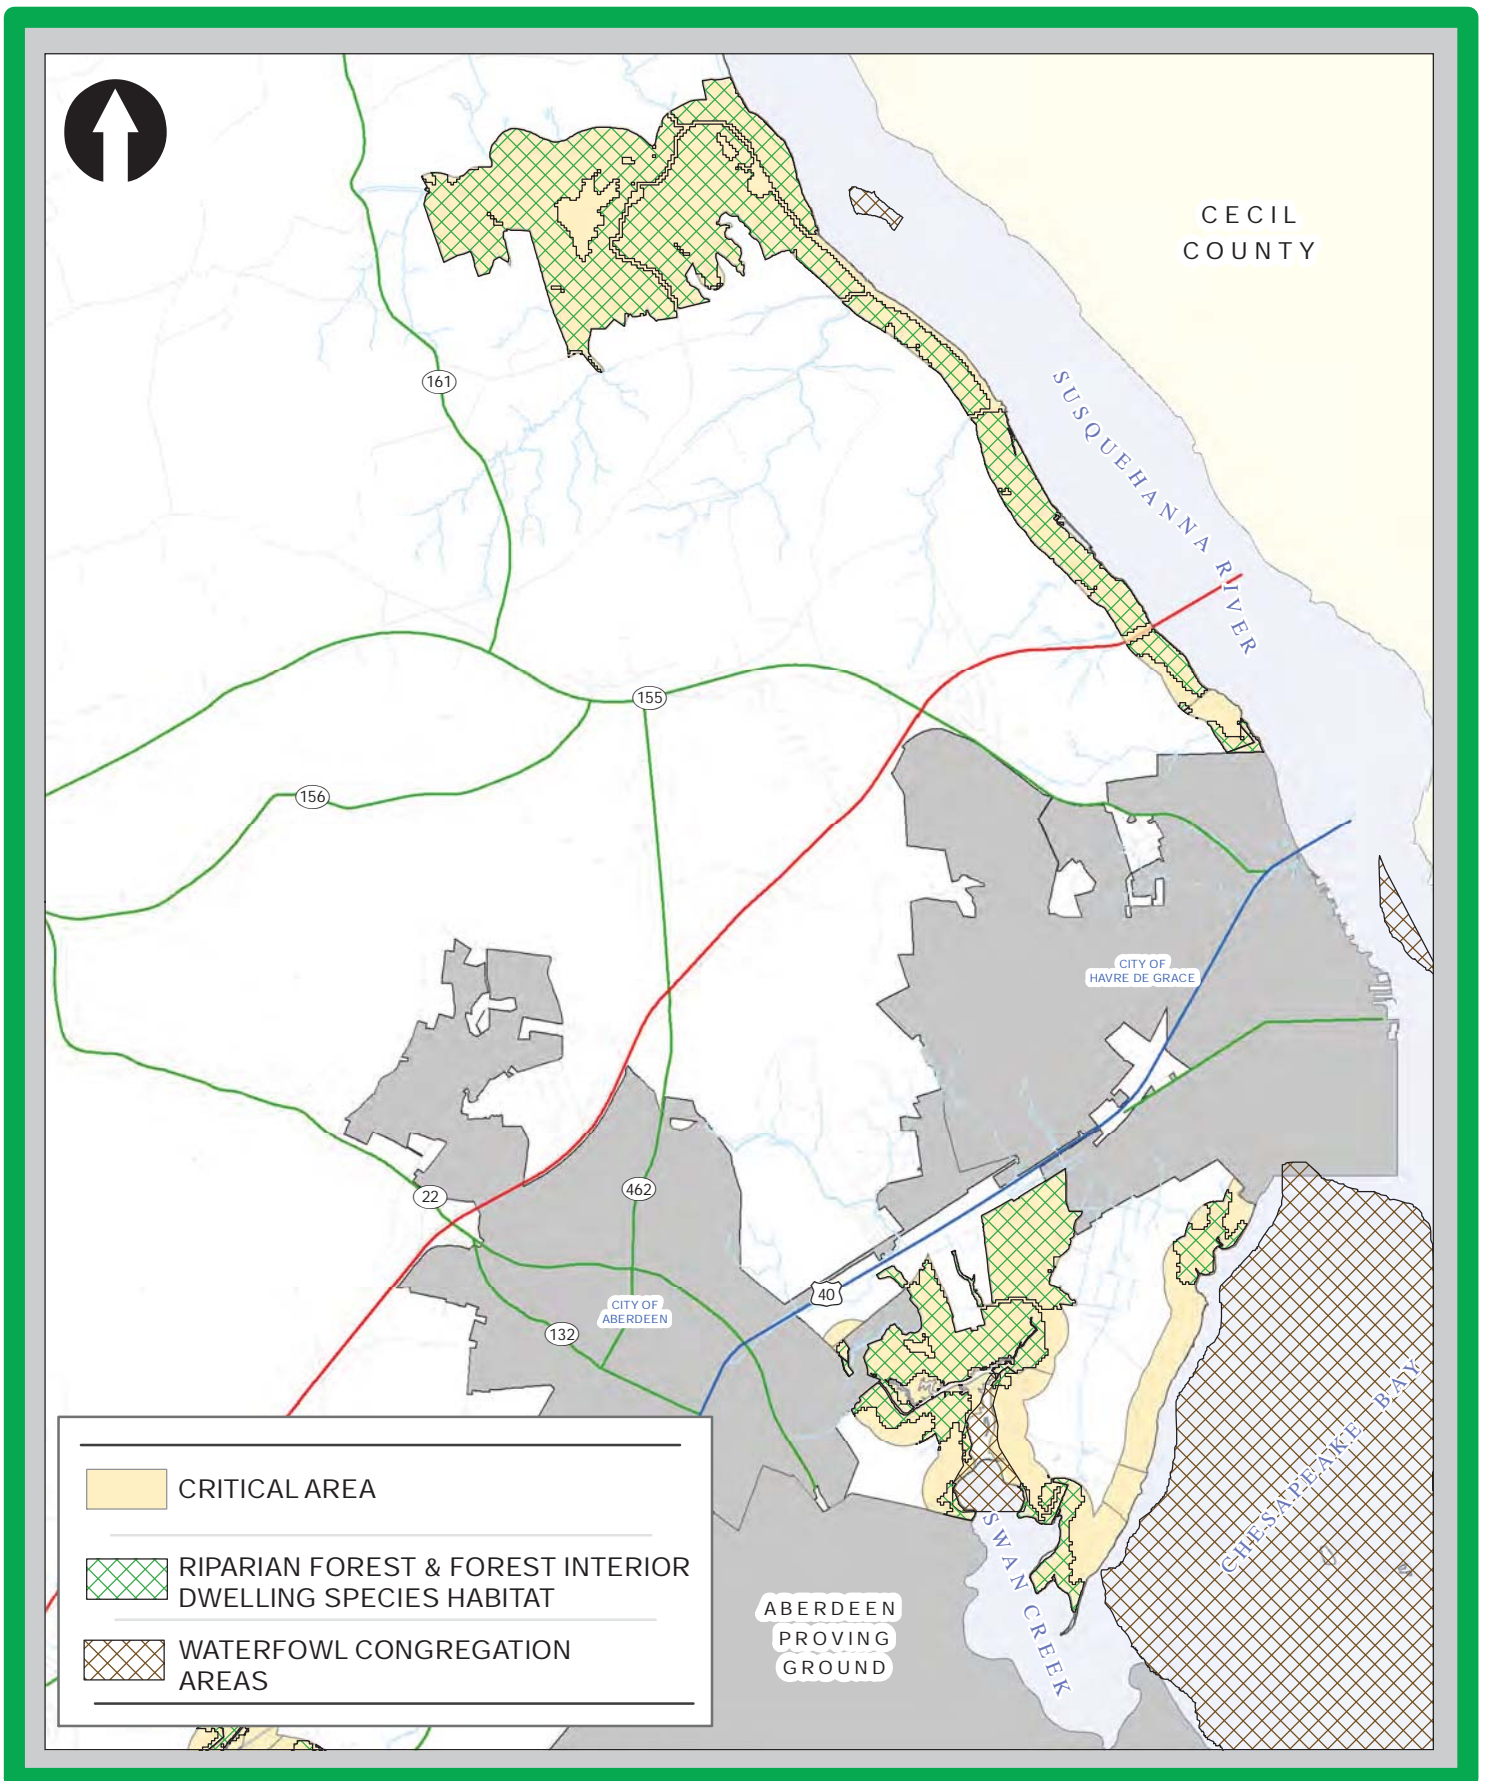 CECIL
COUNTY
161
SUSQUEHANNA RIVER
155
156
CITY OF
HAVRE DE GRACE
22
462
40
CITY OF
ABERDEEN
132
CHESAPEAKE BAY
SWAN CREEK
ABERDEEN
PROVING
GROUND
CRITICAL AREA
RIPARIAN FOREST & FOREST INTERIOR
DWELLING SPECIES HABITAT
WATERFOWL CONGREGATION
AREAS